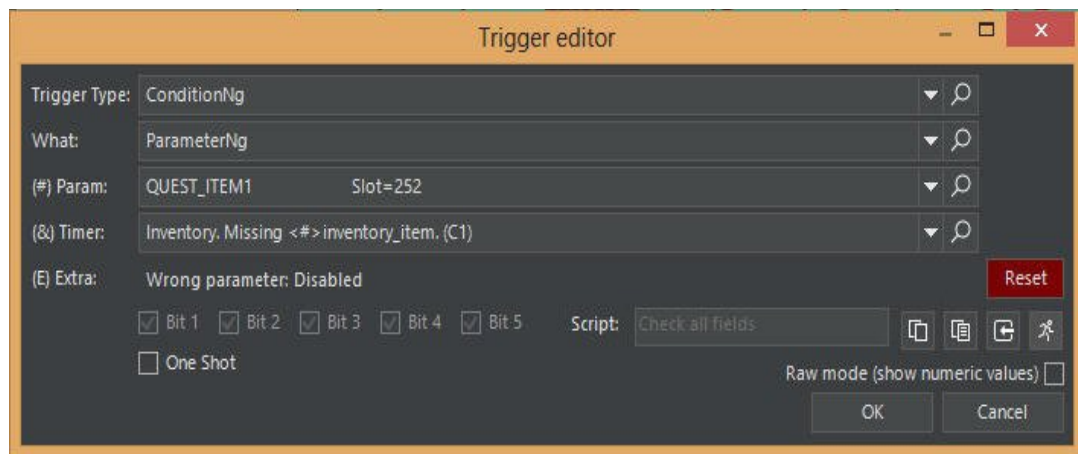 Trigger editor
Trigger Type: ConditionNg
What: ParameterNg
(#) Param: QUEST_ITEM1 Slot=252
(&) Timer: Inventory. Missing <#>inventory_item. (C1)
(E) Extra: Wrong parameter: Disabled Reset
Bit 1 Bit 2 Bit 3 Bit 4 Bit 5 Script: Check all fields
One Shot
Raw mode (show numeric values)
OK Cancel